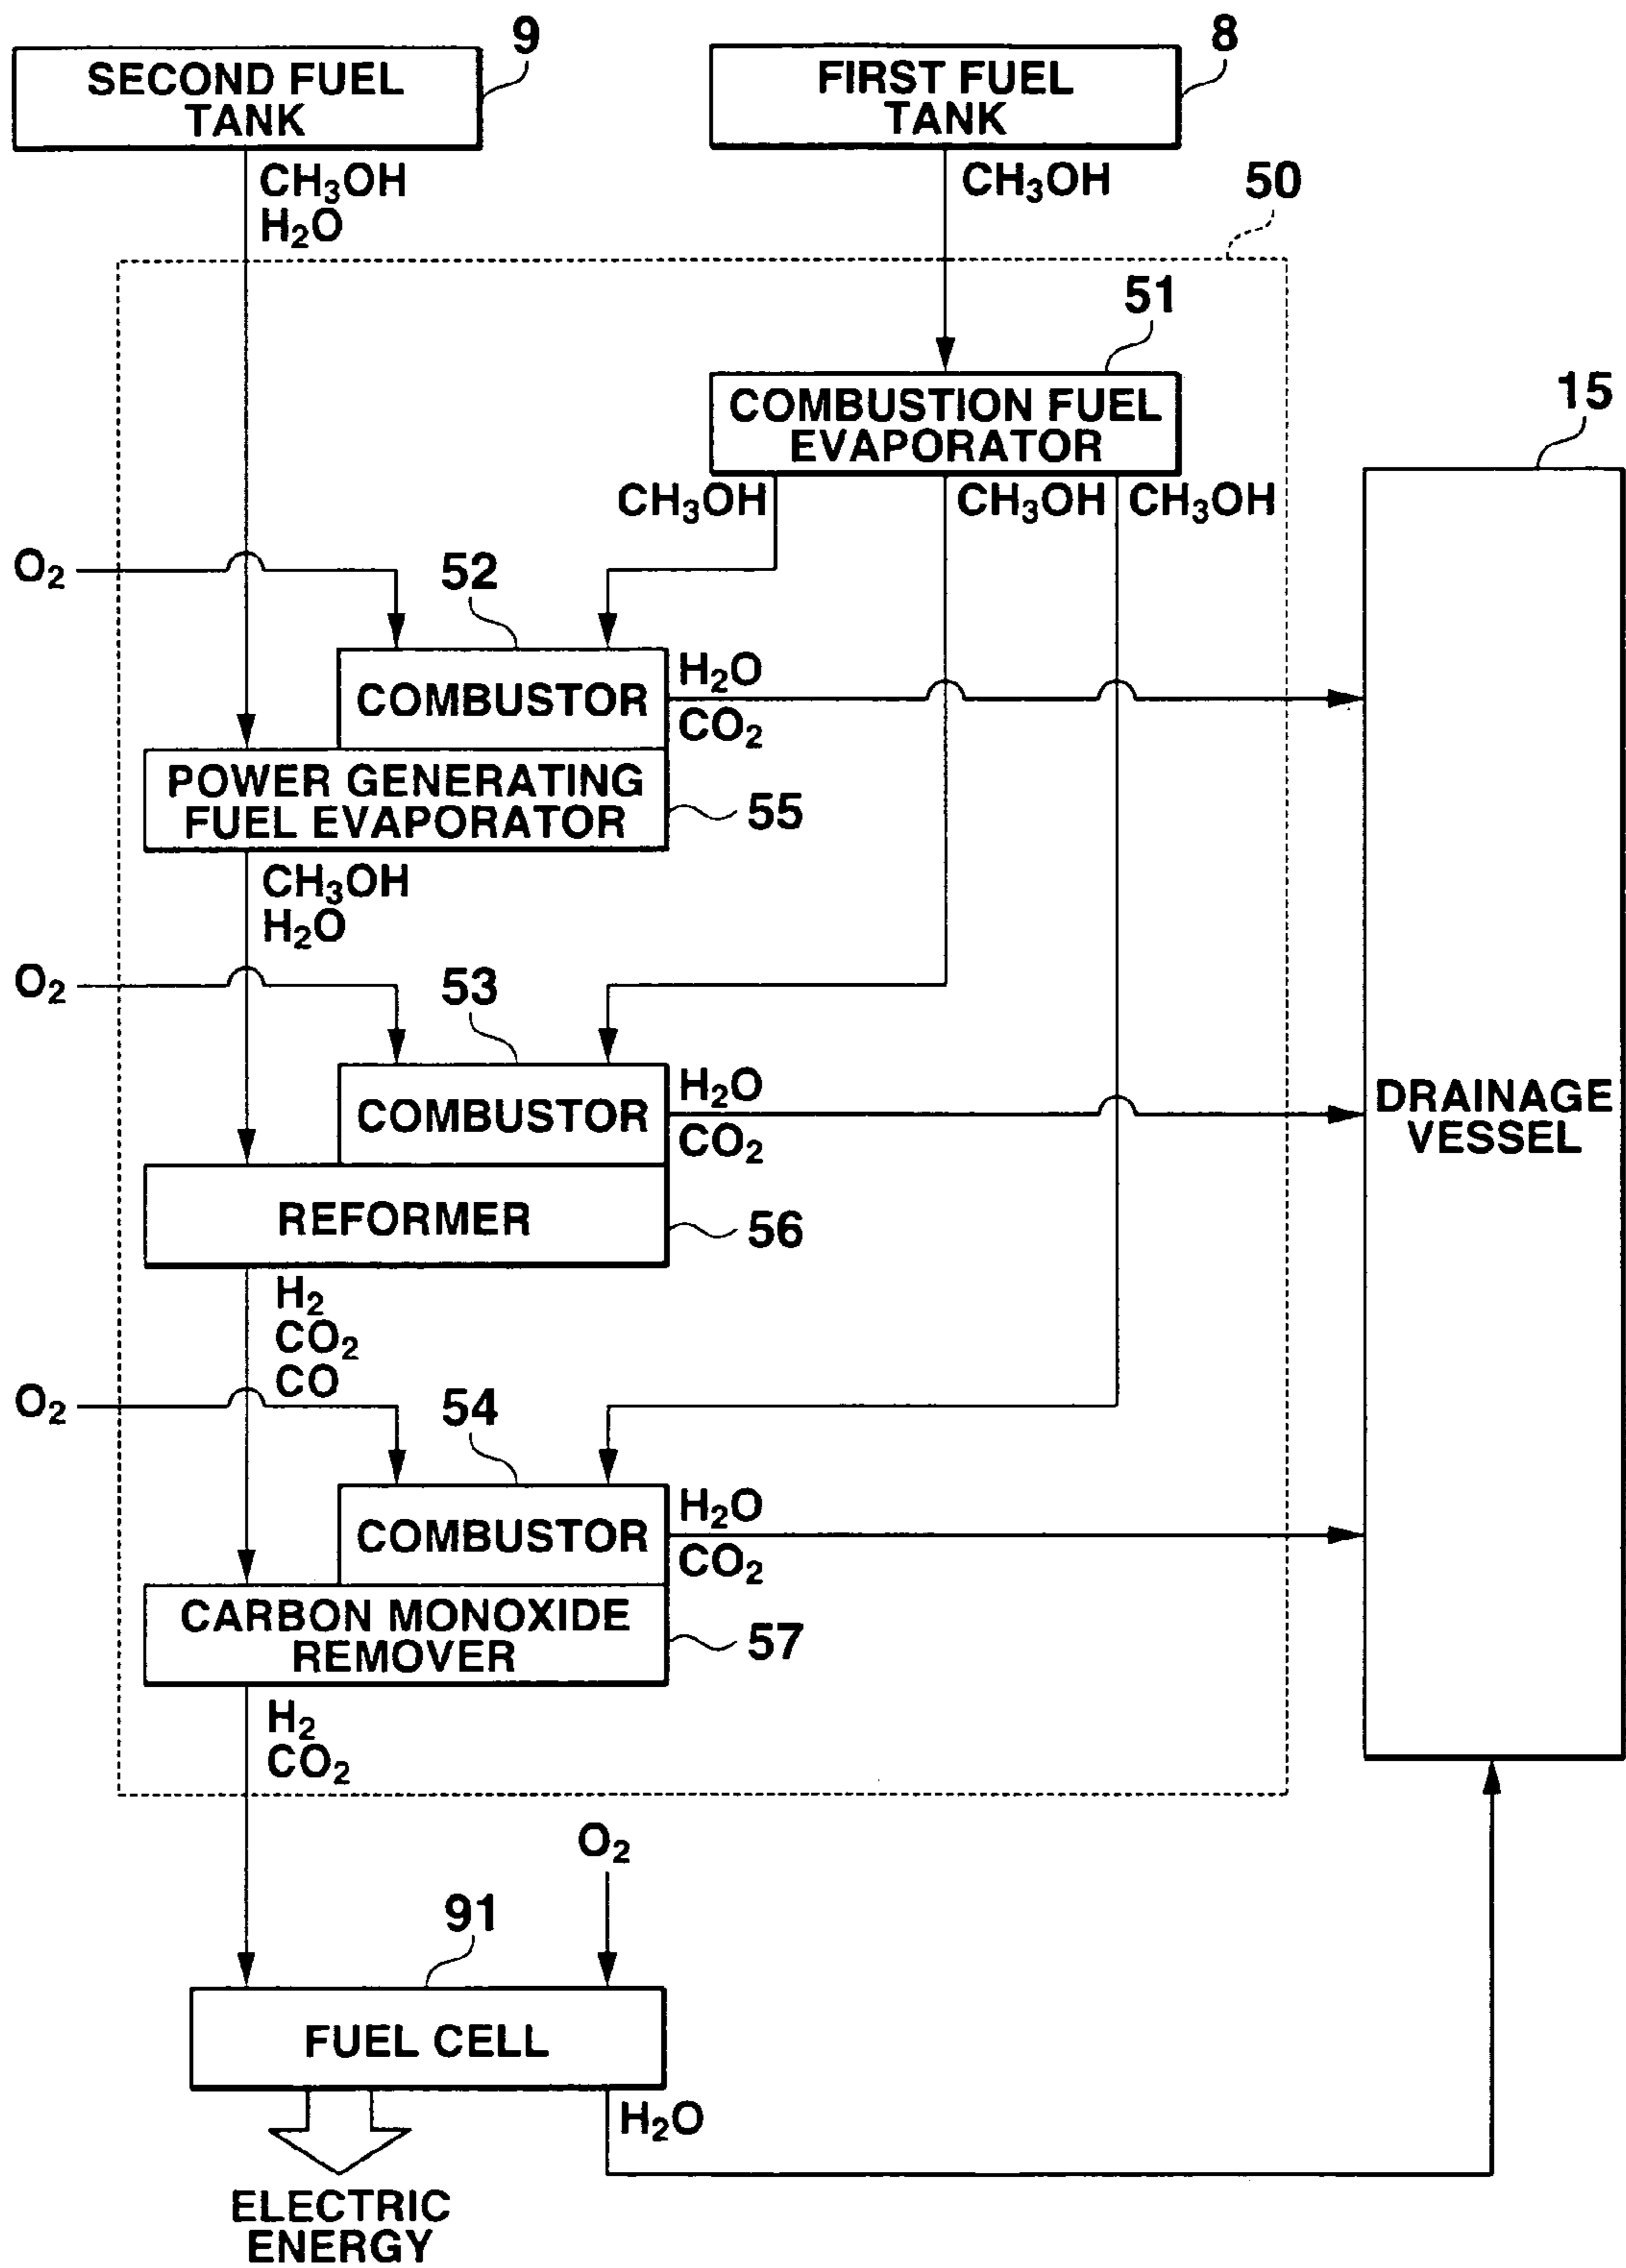 9
SECOND FUEL
TANK
8
FIRST FUEL
TANK
CH₃OH
H₂O
CH₃OH
50
51
COMBUSTION FUEL
EVAPORATOR
15
CH₃OH
CH₃OH
CH₃OH
O₂
52
COMBUSTOR
H₂O
CO₂
POWER GENERATING
FUEL EVAPORATOR
55
CH₃OH
H₂O
O₂
53
COMBUSTOR
H₂O
CO₂
DRAINAGE
VESSEL
REFORMER
56
H₂
CO₂
CO
O₂
54
COMBUSTOR
H₂O
CO₂
CARBON MONOXIDE
REMOVER
57
H₂
CO₂
O₂
91
FUEL CELL
H₂O
ELECTRIC
ENERGY